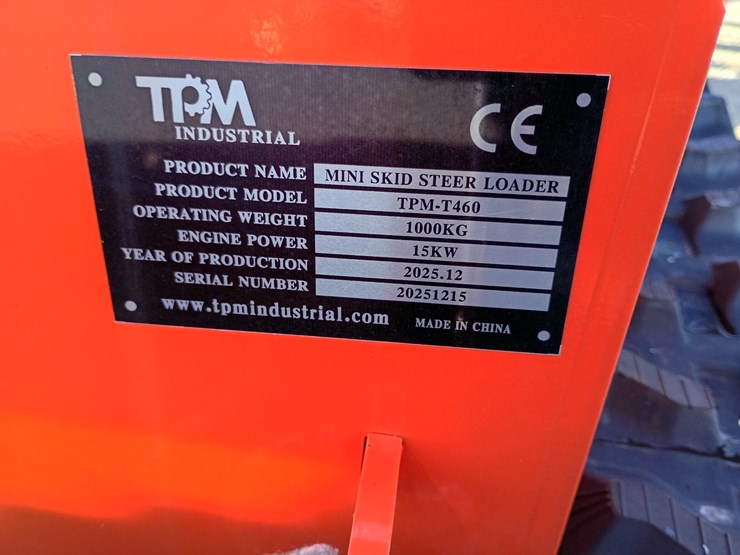 TPM
INDUSTRIAL
CE
PRODUCT NAME MINI SKID STEER LOADER
PRODUCT MODEL TPM-T460
OPERATING WEIGHT 1000KG
ENGINE POWER 15KW
YEAR OF PRODUCTION 2025.12
SERIAL NUMBER 20251215
www.tpmindustrial.com MADE IN CHINA